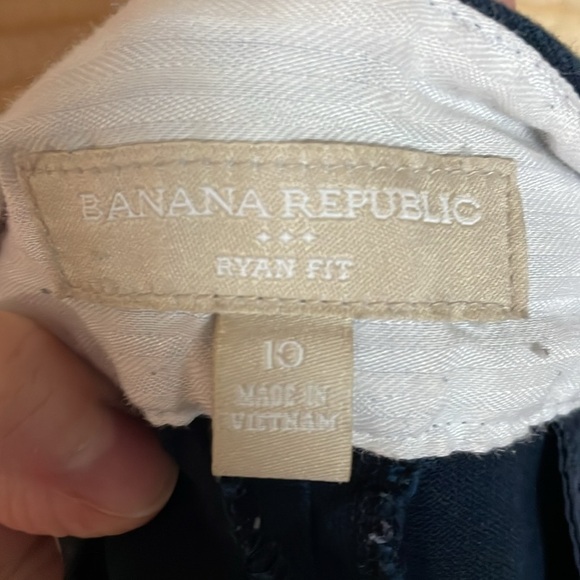 BANANA REPUBLIC
RYAN FIT
10
MADE IN
VIETNAM